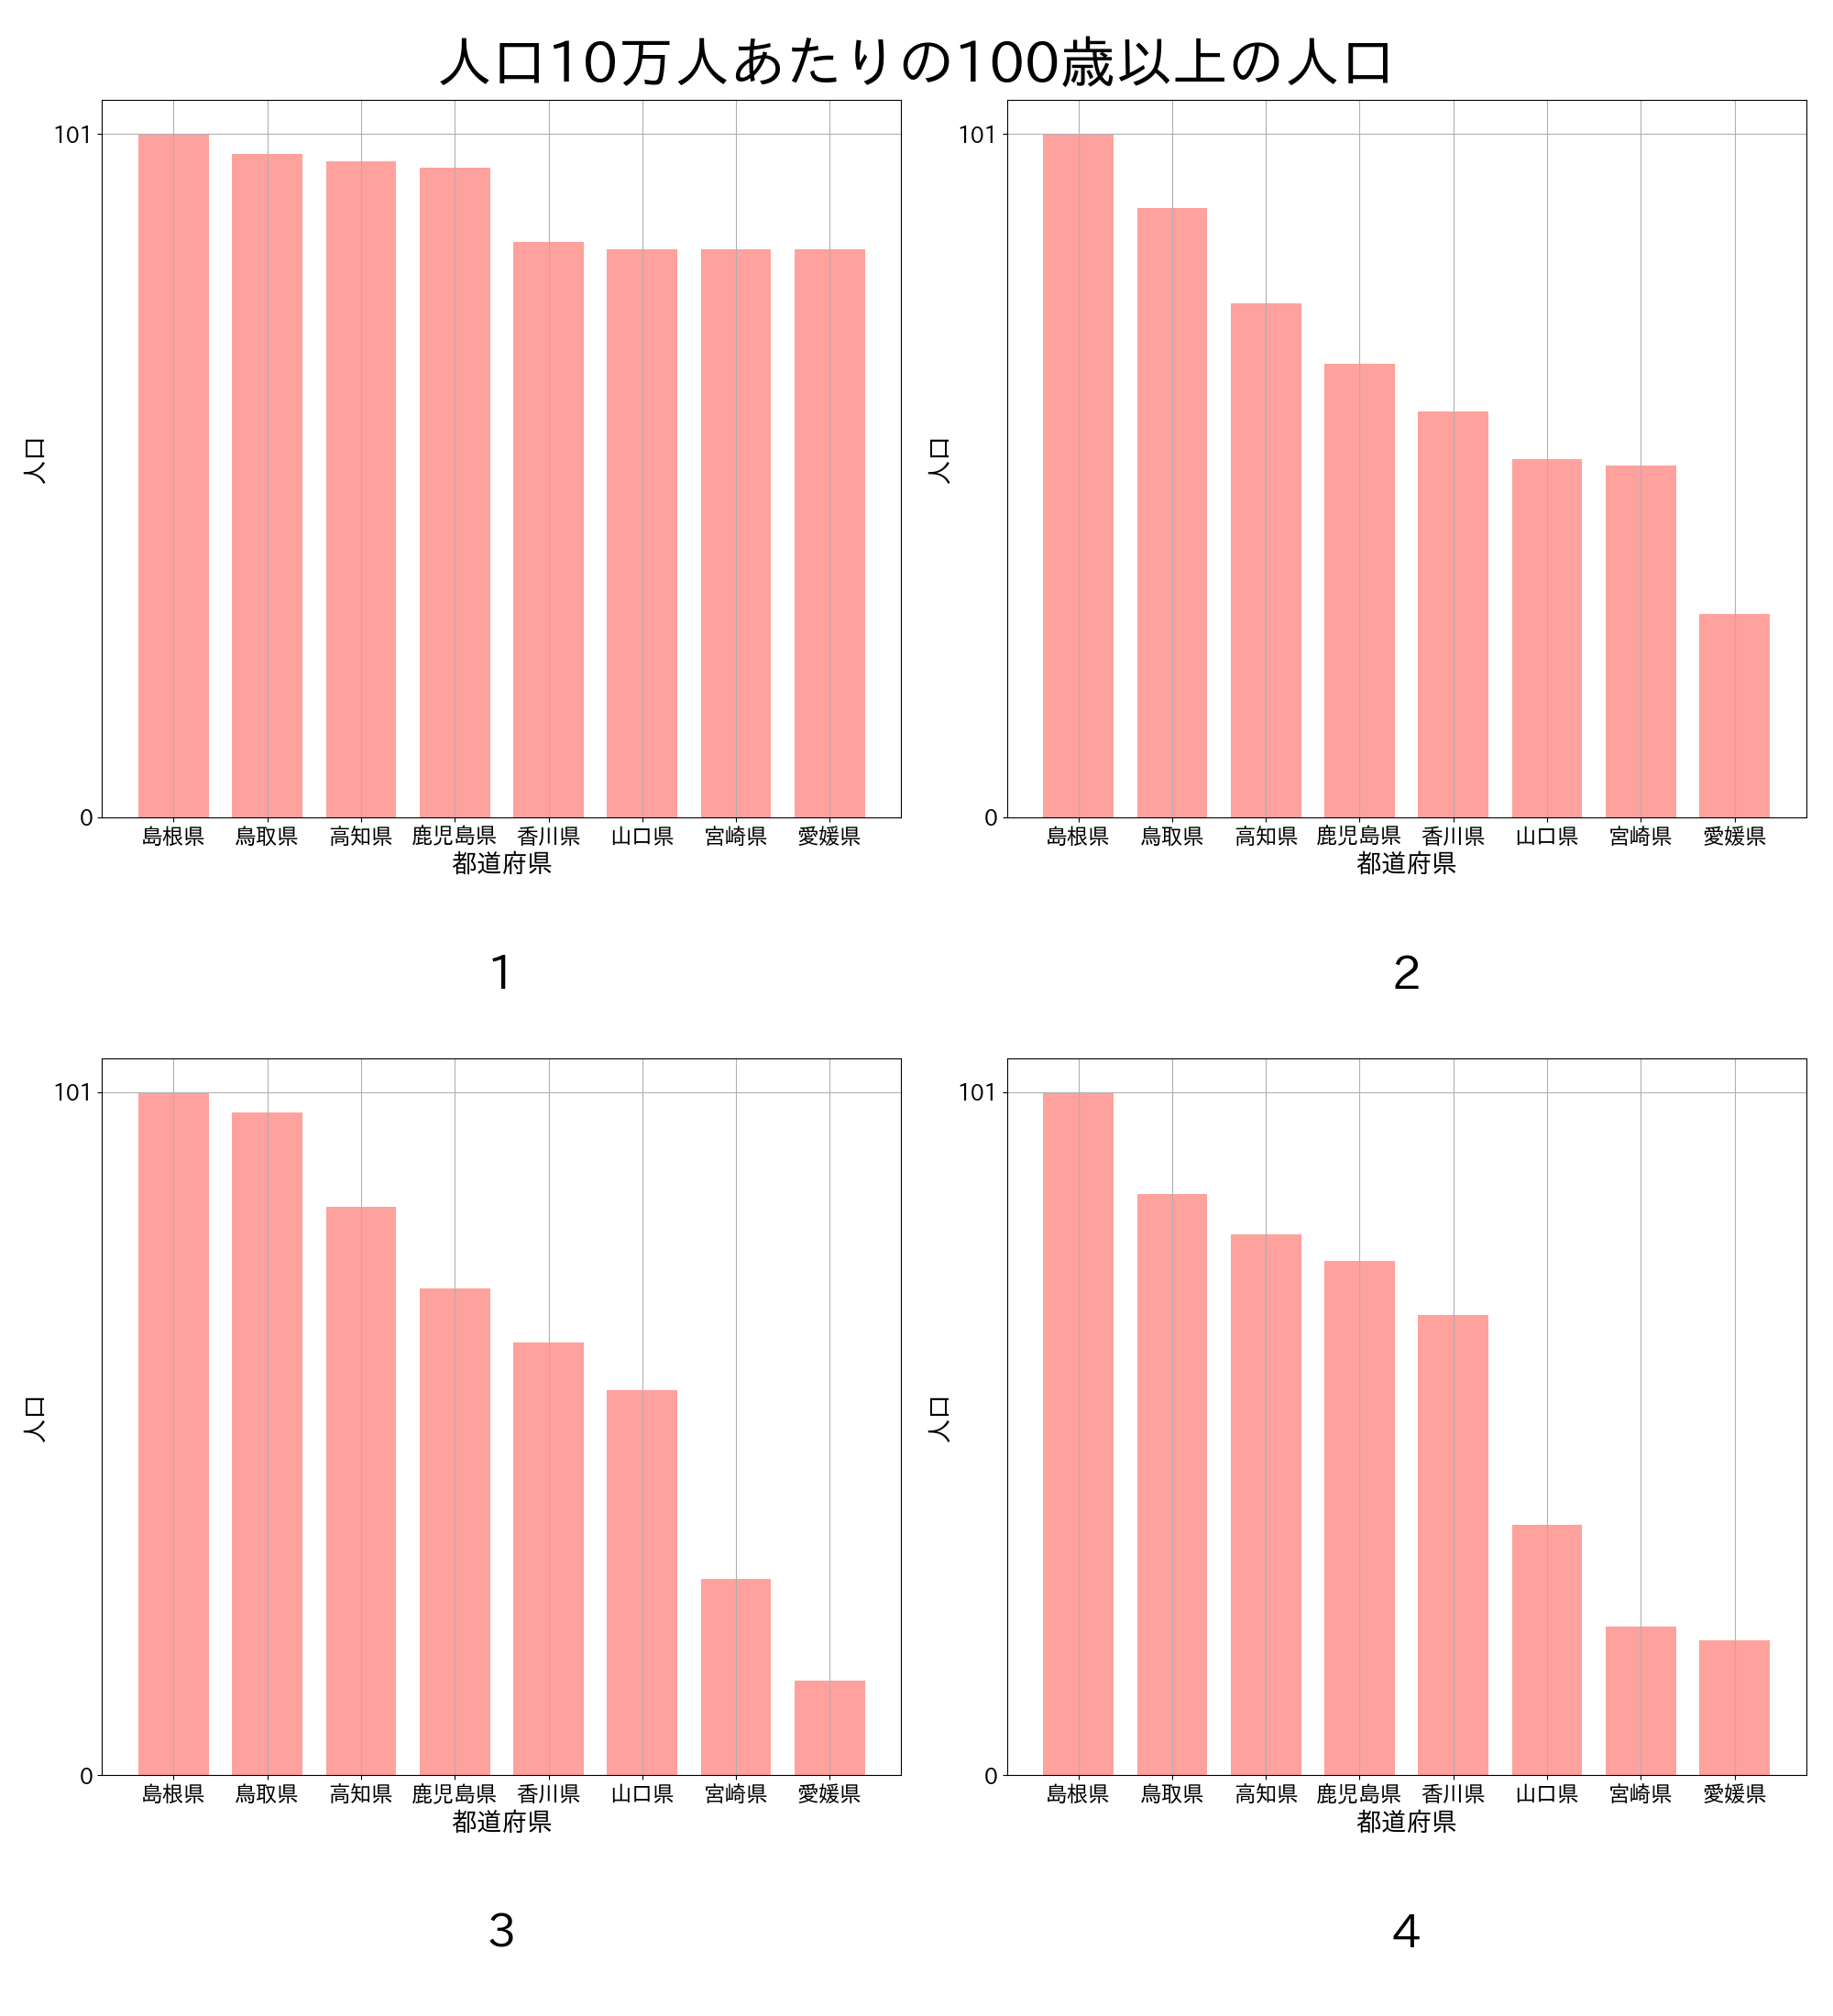 人口10万人あたりの100歳以上の人口
101
0
人口
島根県 鳥取県 高知県 鹿児島県 香川県 山口県 宮崎県 愛媛県
都道府県
1
101
0
人口
島根県 鳥取県 高知県 鹿児島県 香川県 山口県 宮崎県 愛媛県
都道府県
2
101
0
人口
島根県 鳥取県 高知県 鹿児島県 香川県 山口県 宮崎県 愛媛県
都道府県
3
101
0
人口
島根県 鳥取県 高知県 鹿児島県 香川県 山口県 宮崎県 愛媛県
都道府県
4